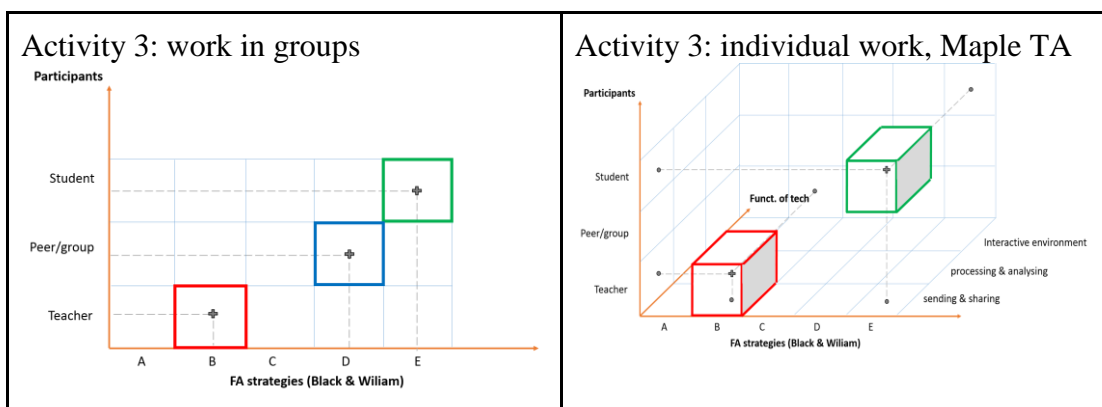 Activity 3: work in groups
Participants
Student
Peer/group
Teacher
A B C D E
FA strategies (Black & Wiliam)
Activity 3: individual work, Maple TA
Participants
Student
Funct. of tech
Peer/group
Interactive environment
processing & analysing
Teacher
sending & sharing
A B C D E
FA strategies (Black & Wiliam)